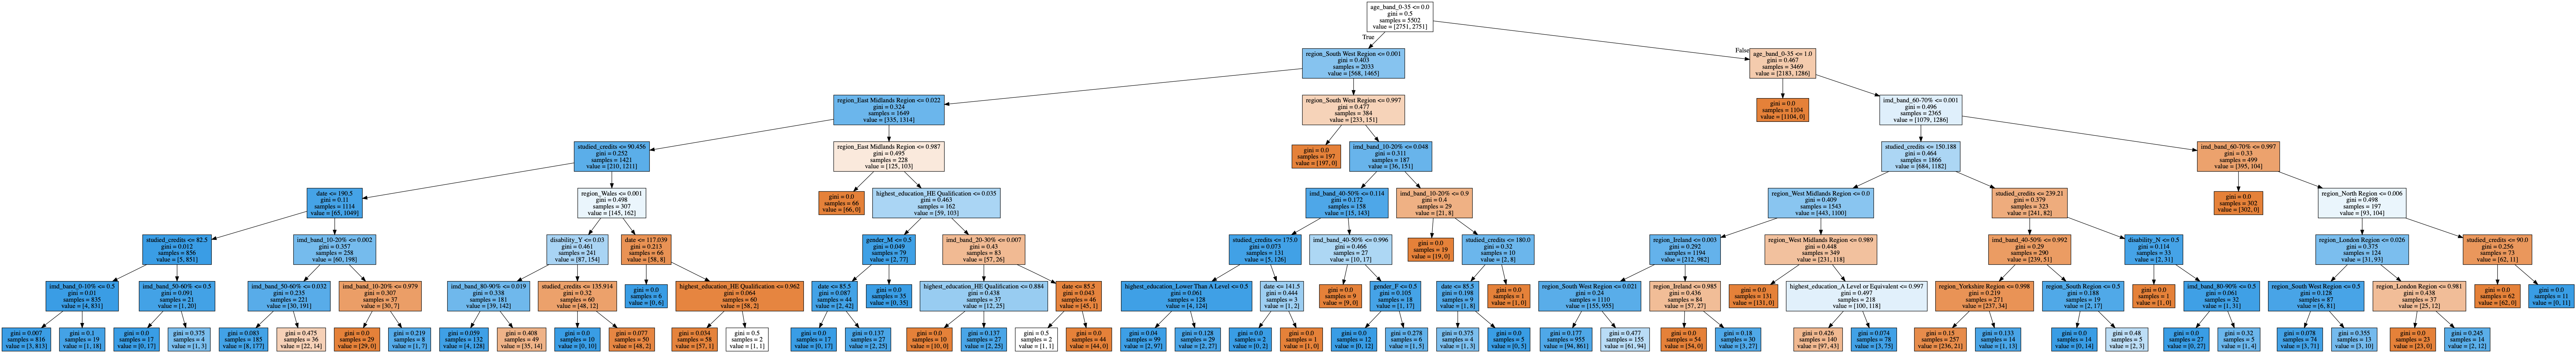 age_band_0-35 <= 0.0
gini = 0.5
samples = 5502
value = [2751, 2751]
True
False
region_South West Region <= 0.001
gini = 0.403
samples = 2033
value = [568, 1465]
age_band_0-35 <= 1.0
gini = 0.467
samples = 3469
value = [2183, 1286]
region_East Midlands Region <= 0.022
gini = 0.324
samples = 1649
value = [335, 1314]
region_South West Region <= 0.997
gini = 0.477
samples = 384
value = [233, 151]
gini = 0.0
samples = 1104
value = [1104, 0]
imd_band_60-70% <= 0.001
gini = 0.496
samples = 2365
value = [1079, 1286]
studied_credits <= 90.456
gini = 0.252
samples = 1421
value = [210, 1211]
region_East Midlands Region <= 0.987
gini = 0.495
samples = 228
value = [125, 103]
gini = 0.0
samples = 197
value = [197, 0]
imd_band_10-20% <= 0.048
gini = 0.311
samples = 187
value = [36, 151]
studied_credits <= 150.188
gini = 0.464
samples = 1866
value = [684, 1182]
imd_band_60-70% <= 0.997
gini = 0.33
samples = 499
value = [395, 104]
date <= 190.5
gini = 0.11
samples = 1114
value = [65, 1049]
region_Wales <= 0.001
gini = 0.498
samples = 307
value = [145, 162]
gini = 0.0
samples = 66
value = [66, 0]
highest_education_HE Qualification <= 0.035
gini = 0.463
samples = 162
value = [59, 103]
imd_band_40-50% <= 0.114
gini = 0.172
samples = 158
value = [15, 143]
imd_band_10-20% <= 0.9
gini = 0.4
samples = 29
value = [21, 8]
region_West Midlands Region <= 0.0
gini = 0.409
samples = 1543
value = [443, 1100]
studied_credits <= 239.21
gini = 0.379
samples = 323
value = [241, 82]
gini = 0.0
samples = 302
value = [302, 0]
region_North Region <= 0.006
gini = 0.498
samples = 197
value = [93, 104]
studied_credits <= 82.5
gini = 0.012
samples = 856
value = [5, 851]
imd_band_10-20% <= 0.002
gini = 0.357
samples = 258
value = [60, 198]
disability_Y <= 0.03
gini = 0.461
samples = 241
value = [87, 154]
date <= 117.039
gini = 0.213
samples = 66
value = [58, 8]
gender_M <= 0.5
gini = 0.049
samples = 79
value = [2, 77]
imd_band_20-30% <= 0.007
gini = 0.43
samples = 83
value = [57, 26]
studied_credits <= 175.0
gini = 0.073
samples = 131
value = [5, 126]
imd_band_40-50% <= 0.996
gini = 0.466
samples = 27
value = [10, 17]
gini = 0.0
samples = 19
value = [19, 0]
studied_credits <= 180.0
gini = 0.32
samples = 10
value = [2, 8]
region_Ireland <= 0.003
gini = 0.292
samples = 1194
value = [212, 982]
region_West Midlands Region <= 0.989
gini = 0.448
samples = 349
value = [231, 118]
imd_band_40-50% <= 0.992
gini = 0.29
samples = 290
value = [239, 51]
disability_N <= 0.5
gini = 0.114
samples = 33
value = [2, 31]
region_London Region <= 0.026
gini = 0.375
samples = 124
value = [31, 93]
studied_credits <= 90.0
gini = 0.256
samples = 73
value = [62, 11]
imd_band_0-10% <= 0.5
gini = 0.01
samples = 835
value = [4, 831]
imd_band_50-60% <= 0.5
gini = 0.091
samples = 21
value = [1, 20]
imd_band_50-60% <= 0.032
gini = 0.235
samples = 221
value = [30, 191]
imd_band_10-20% <= 0.979
gini = 0.307
samples = 37
value = [30, 7]
imd_band_80-90% <= 0.019
gini = 0.338
samples = 181
value = [39, 142]
studied_credits <= 135.914
gini = 0.32
samples = 60
value = [48, 12]
gini = 0.0
samples = 6
value = [0, 6]
highest_education_HE Qualification <= 0.962
gini = 0.064
samples = 60
value = [58, 2]
date <= 85.5
gini = 0.087
samples = 44
value = [2, 42]
gini = 0.0
samples = 35
value = [0, 35]
highest_education_HE Qualification <= 0.884
gini = 0.438
samples = 37
value = [12, 25]
date <= 85.5
gini = 0.043
samples = 46
value = [45, 1]
highest_education_Lower Than A Level <= 0.5
gini = 0.061
samples = 128
value = [4, 124]
date <= 141.5
gini = 0.444
samples = 3
value = [1, 2]
gini = 0.0
samples = 9
value = [9, 0]
gender_F <= 0.5
gini = 0.105
samples = 18
value = [1, 17]
date <= 85.5
gini = 0.198
samples = 9
value = [1, 8]
gini = 0.0
samples = 1
value = [1, 0]
region_South West Region <= 0.021
gini = 0.24
samples = 1110
value = [155, 955]
region_Ireland <= 0.985
gini = 0.436
samples = 84
value = [57, 27]
gini = 0.0
samples = 131
value = [131, 0]
highest_education_A Level or Equivalent <= 0.997
gini = 0.497
samples = 218
value = [100, 118]
region_Yorkshire Region <= 0.998
gini = 0.219
samples = 271
value = [237, 34]
region_South Region <= 0.5
gini = 0.188
samples = 19
value = [2, 17]
gini = 0.0
samples = 1
value = [1, 0]
imd_band_80-90% <= 0.5
gini = 0.061
samples = 32
value = [1, 31]
region_South West Region <= 0.5
gini = 0.128
samples = 87
value = [6, 81]
region_London Region <= 0.981
gini = 0.438
samples = 37
value = [25, 12]
gini = 0.0
samples = 62
value = [62, 0]
gini = 0.0
samples = 11
value = [0, 11]
gini = 0.007
samples = 816
value = [3, 813]
gini = 0.1
samples = 19
value = [1, 18]
gini = 0.0
samples = 17
value = [0, 17]
gini = 0.375
samples = 4
value = [1, 3]
gini = 0.083
samples = 185
value = [8, 177]
gini = 0.475
samples = 36
value = [22, 14]
gini = 0.0
samples = 29
value = [29, 0]
gini = 0.219
samples = 8
value = [1, 7]
gini = 0.059
samples = 132
value = [4, 128]
gini = 0.408
samples = 49
value = [35, 14]
gini = 0.0
samples = 10
value = [0, 10]
gini = 0.077
samples = 50
value = [48, 2]
gini = 0.034
samples = 58
value = [57, 1]
gini = 0.5
samples = 2
value = [1, 1]
gini = 0.0
samples = 17
value = [0, 17]
gini = 0.137
samples = 27
value = [2, 25]
gini = 0.0
samples = 10
value = [10, 0]
gini = 0.137
samples = 27
value = [2, 25]
gini = 0.5
samples = 2
value = [1, 1]
gini = 0.0
samples = 44
value = [44, 0]
gini = 0.04
samples = 99
value = [2, 97]
gini = 0.128
samples = 29
value = [2, 27]
gini = 0.0
samples = 2
value = [0, 2]
gini = 0.0
samples = 1
value = [1, 0]
gini = 0.0
samples = 12
value = [0, 12]
gini = 0.278
samples = 6
value = [1, 5]
gini = 0.375
samples = 4
value = [1, 3]
gini = 0.0
samples = 5
value = [0, 5]
gini = 0.177
samples = 955
value = [94, 861]
gini = 0.477
samples = 155
value = [61, 94]
gini = 0.0
samples = 54
value = [54, 0]
gini = 0.18
samples = 30
value = [3, 27]
gini = 0.426
samples = 140
value = [97, 43]
gini = 0.074
samples = 78
value = [3, 75]
gini = 0.15
samples = 257
value = [236, 21]
gini = 0.133
samples = 14
value = [1, 13]
gini = 0.0
samples = 14
value = [0, 14]
gini = 0.48
samples = 5
value = [2, 3]
gini = 0.0
samples = 27
value = [0, 27]
gini = 0.32
samples = 5
value = [1, 4]
gini = 0.078
samples = 74
value = [3, 71]
gini = 0.355
samples = 13
value = [3, 10]
gini = 0.0
samples = 23
value = [23, 0]
gini = 0.245
samples = 14
value = [2, 12]